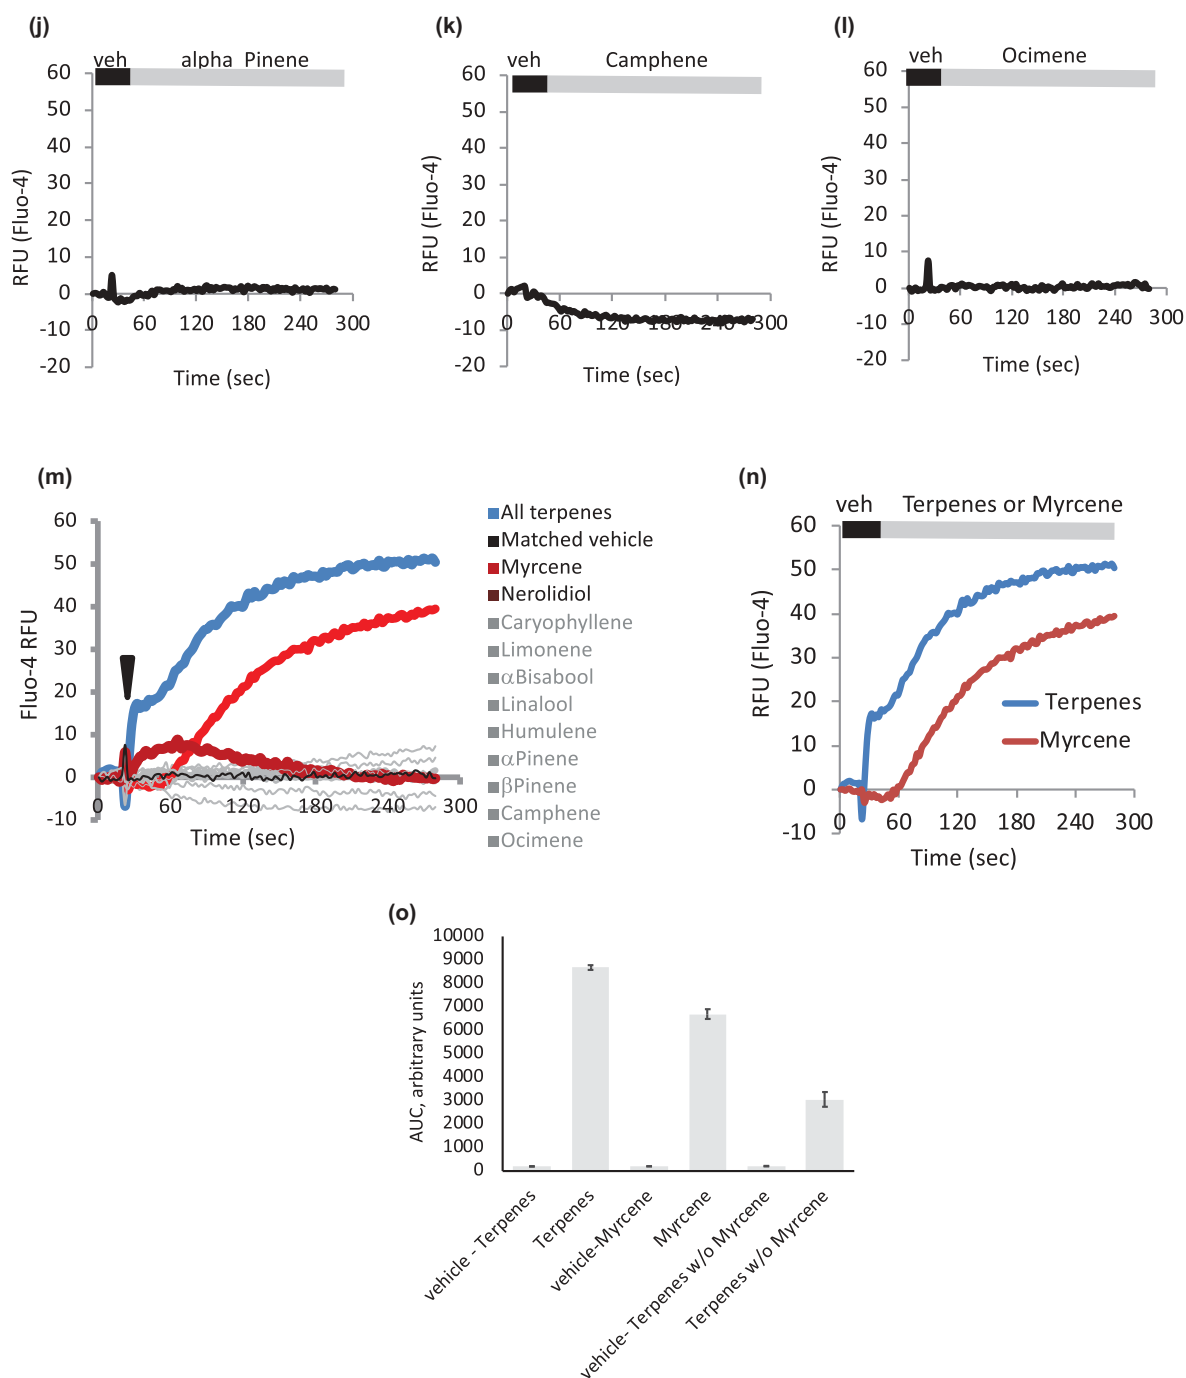 (j)
veh alpha Pinene
60
50
40
30
20
10
0
-10
-20
0 60 120 180 240 300
RFU (Fluo-4)
Time (sec)
(k)
veh Camphene
60
50
40
30
20
10
0
-10
-20
0 60 120 180 240 300
RFU (Fluo-4)
Time (sec)
(l)
veh Ocimene
60
50
40
30
20
10
0
-10
-20
0 60 120 180 240 300
RFU (Fluo-4)
Time (sec)
(m)
60
50
40
30
20
10
0
-10
0 60 120 180 240 300
Fluo-4 RFU
Time (sec)
All terpenes
Matched vehicle
Myrcene
Nerolidiol
Caryophyllene
Limonene
αBisabool
Linalool
Humulene
αPinene
βPinene
Camphene
Ocimene
(n)
veh Terpenes or Myrcene
60
50
40
30
20
10
0
-10
0 60 120 180 240 300
RFU (Fluo-4)
Time (sec)
Terpenes
Myrcene
(o)
10000
9000
8000
7000
6000
5000
4000
3000
2000
1000
0
AUC, arbitrary units
vehicle - Terpenes
Terpenes
vehicle-Myrcene
Myrcene
vehicle- Terpenes w/o Myrcene
Terpenes w/o Myrcene